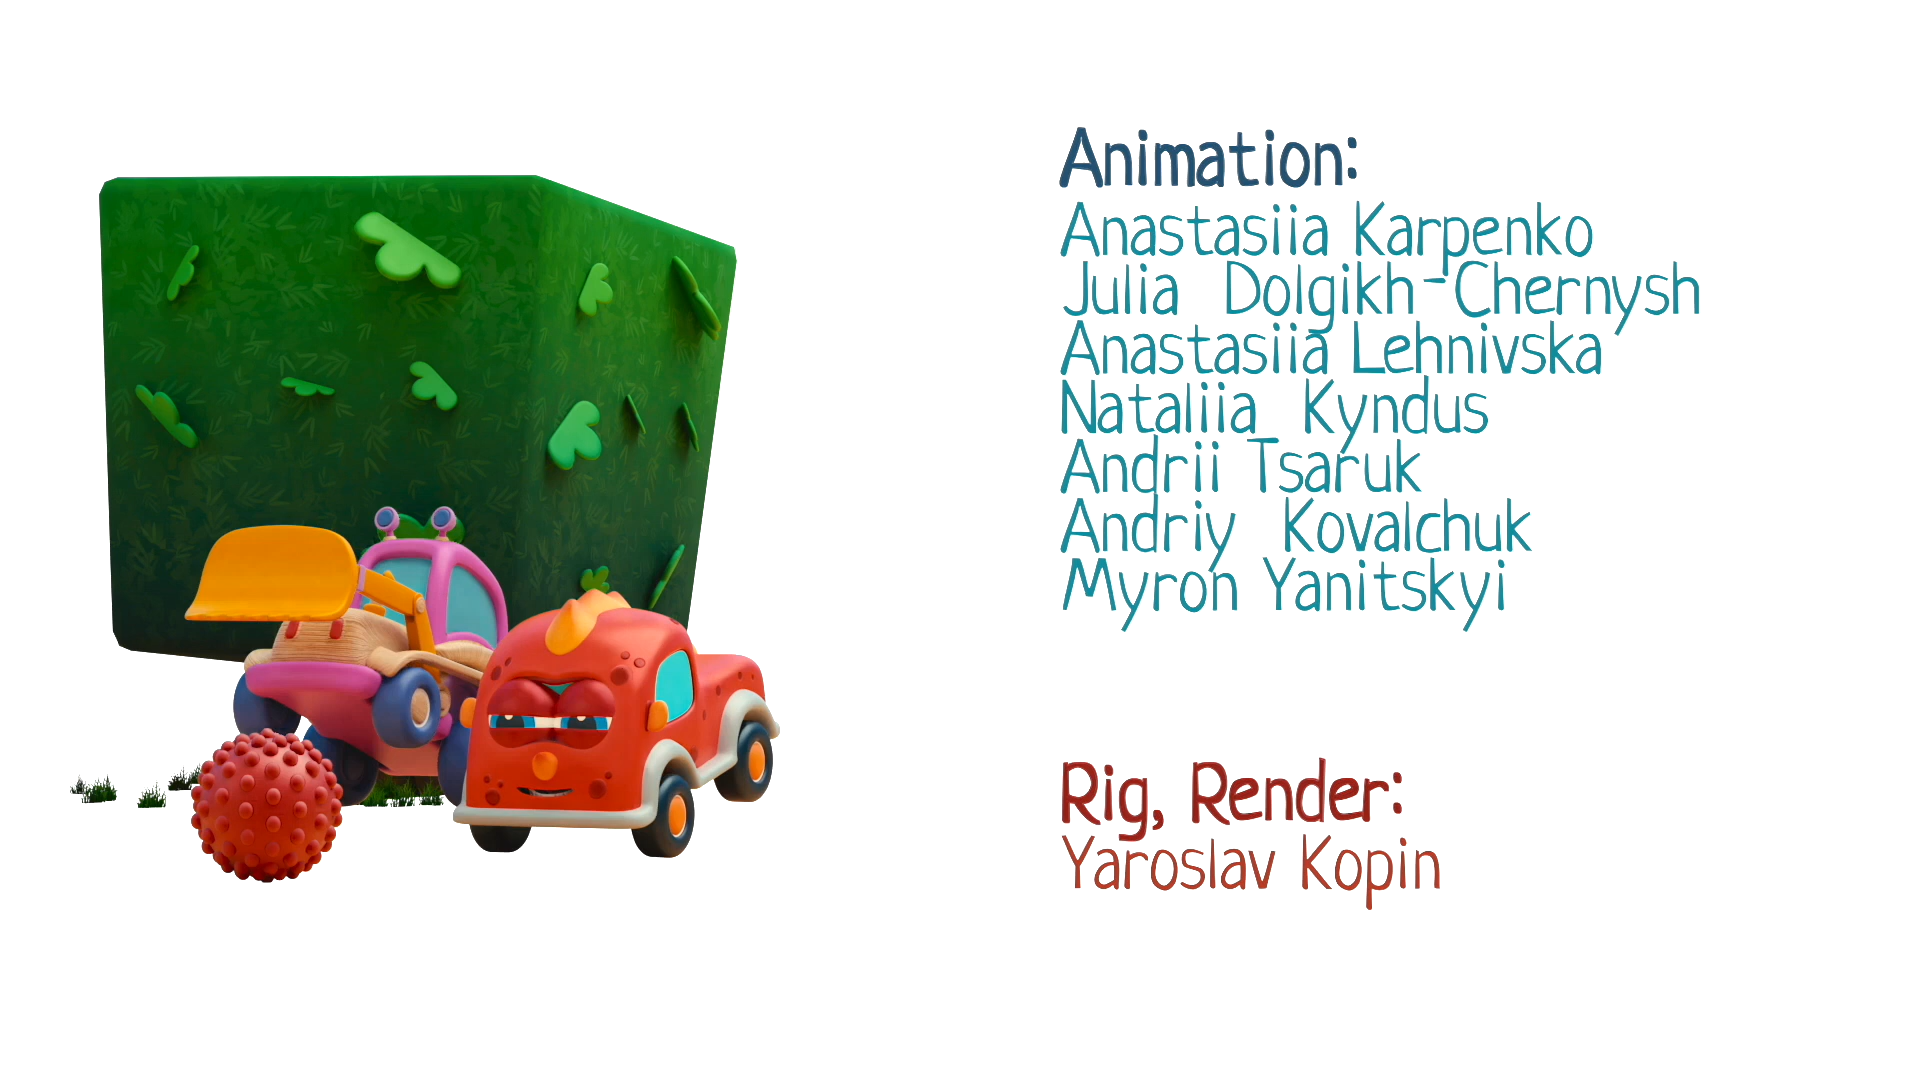 Animation:
Anastasiia Karpenko
Julia Dolgikh-Chernysh
Anastasiia Lehnivska
Nataliia Kyndus
Andrii Tsaruk
Andriy Kovalchuk
Myron Yanitskyi
Rig, Render:
Yaroslav Kopin